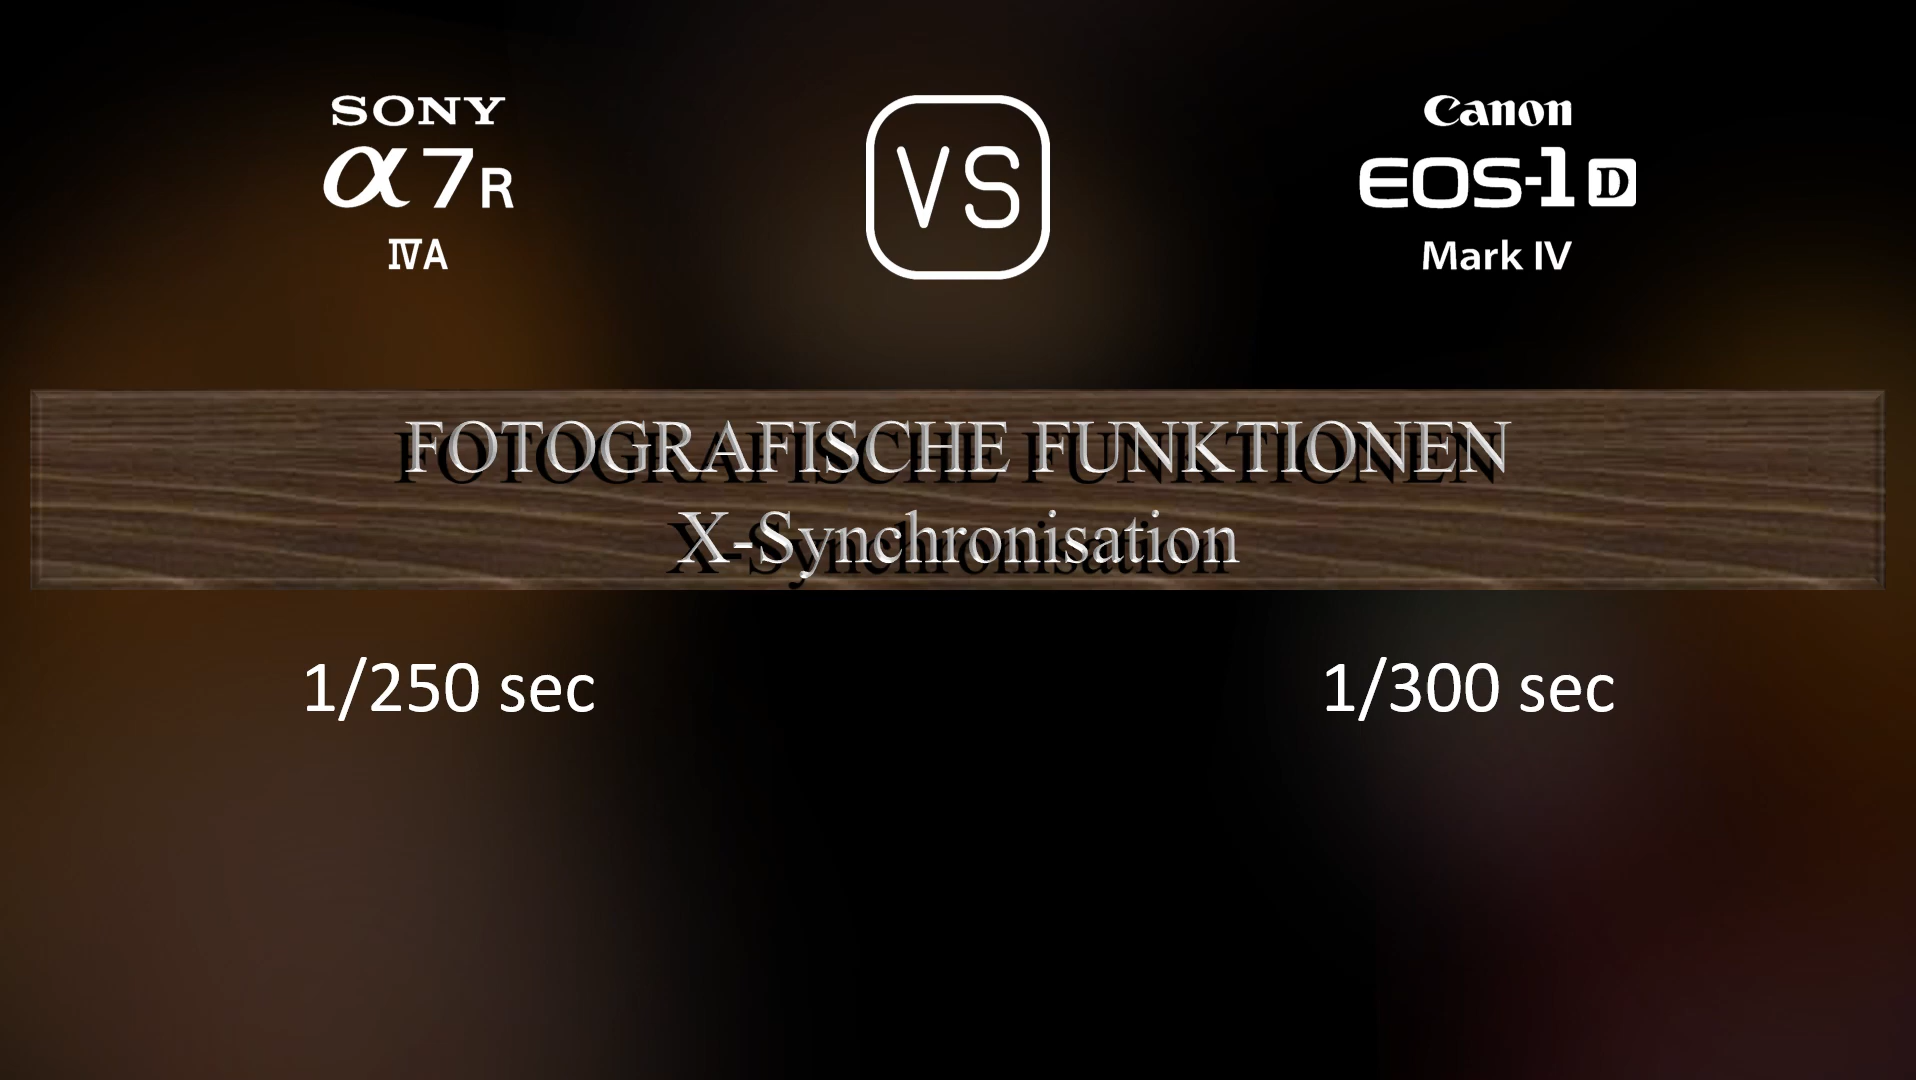 SONY
α7R
IVA
VS
Canon
EOS-1D
Mark IV
FOTOGRAFISCHE FUNKTIONEN
X-Synchronisation
1/250 sec
1/300 sec